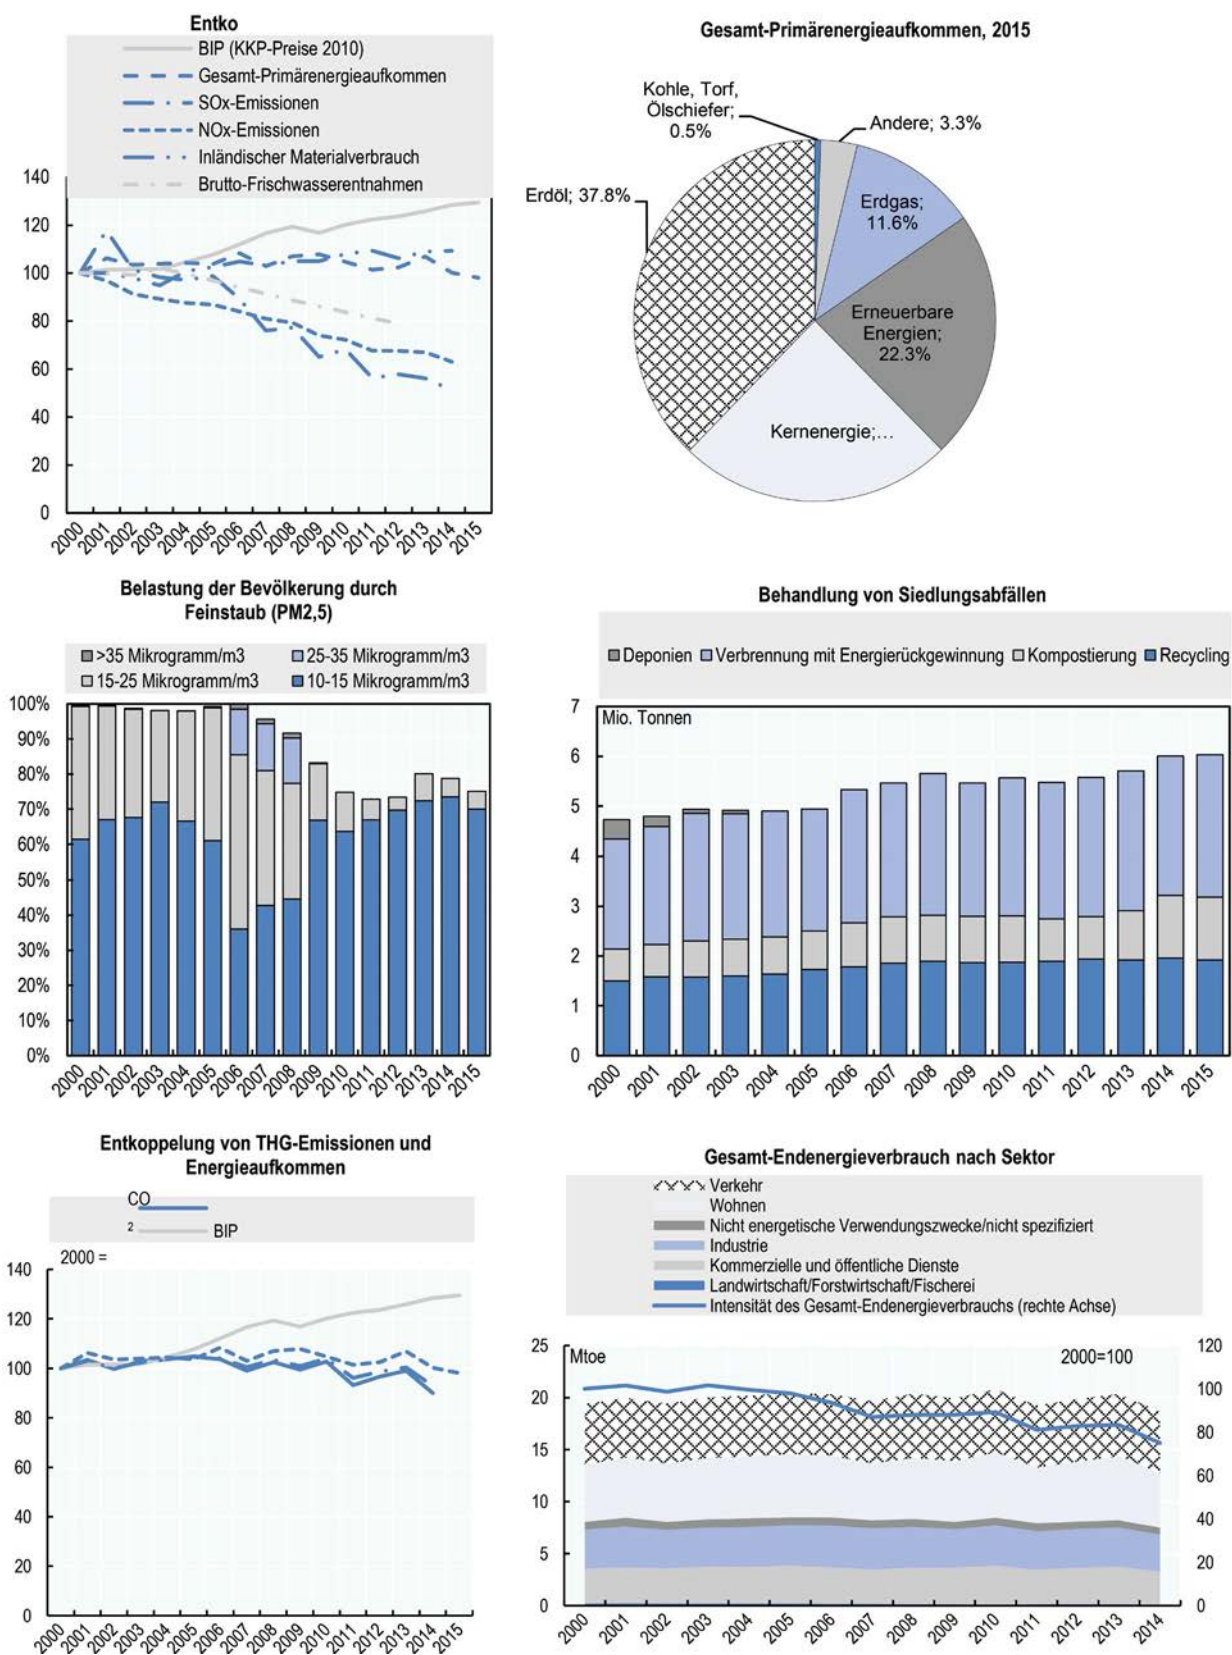 Entko
BIP (KKP-Preise 2010)
Gesamt-Primärenergieaufkommen
SOx-Emissionen
NOx-Emissionen
Inländischer Materialverbrauch
Brutto-Frischwasserentnahmen
140
120
100
80
60
40
20
0
2000 2001 2002 2003 2004 2005 2006 2007 2008 2009 2010 2011 2012 2013 2014 2015
Gesamt-Primärenergieaufkommen, 2015
Kohle, Torf,
Ölschiefer;
0.5%
Andere; 3.3%
Erdöl; 37.8%
Erdgas;
11.6%
Erneuerbare
Energien;
22.3%
Kernenergie;...
Belastung der Bevölkerung durch
Feinstaub (PM2,5)
>35 Mikrogramm/m3 25-35 Mikrogramm/m3
15-25 Mikrogramm/m3 10-15 Mikrogramm/m3
100%
90%
80%
70%
60%
50%
40%
30%
20%
10%
0%
2000 2001 2002 2003 2004 2005 2006 2007 2008 2009 2010 2011 2012 2013 2014 2015
Behandlung von Siedlungsabfällen
Deponien Verbrennung mit Energierückgewinnung Kompostierung Recycling
7
Mio. Tonnen
6
5
4
3
2
1
0
2000 2001 2002 2003 2004 2005 2006 2007 2008 2009 2010 2011 2012 2013 2014 2015
Entkoppelung von THG-Emissionen und
Energieaufkommen
CO
2 BIP
2000 =
140
120
100
80
60
40
20
0
2000 2001 2002 2003 2004 2005 2006 2007 2008 2009 2010 2011 2012 2013 2014 2015
Gesamt-Endenergieverbrauch nach Sektor
Verkehr
Wohnen
Nicht energetische Verwendungszwecke/nicht spezifiziert
Industrie
Kommerzielle und öffentliche Dienste
Landwirtschaft/Forstwirtschaft/Fischerei
Intensität des Gesamt-Endenergieverbrauchs (rechte Achse)
25 120
Mtoe 2000=100
20 100
15 80
10 60
5 40
0 20
0
2000 2001 2002 2003 2004 2005 2006 2007 2008 2009 2010 2011 2012 2013 2014